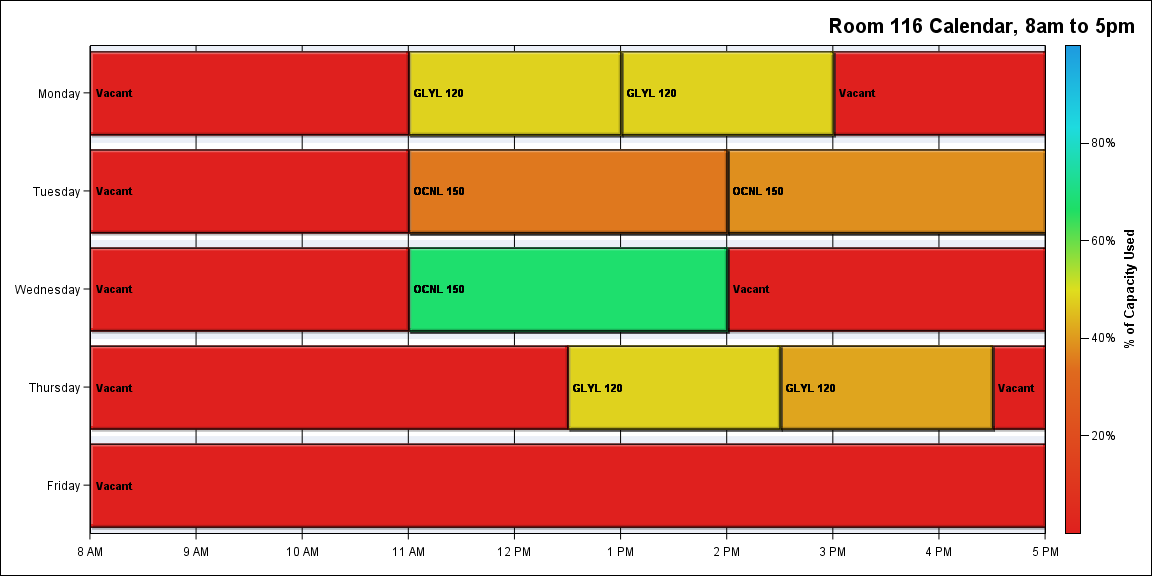 Room 116 Calendar, 8am to 5pm
Monday
Vacant
GLYL 120
GLYL 120
Vacant
Tuesday
Vacant
OCNL 150
OCNL 150
Wednesday
Vacant
OCNL 150
Vacant
Thursday
Vacant
GLYL 120
GLYL 120
Vacant
Friday
Vacant
8 AM
9 AM
10 AM
11 AM
12 PM
1 PM
2 PM
3 PM
4 PM
5 PM
80%
60%
40%
20%
% of Capacity Used